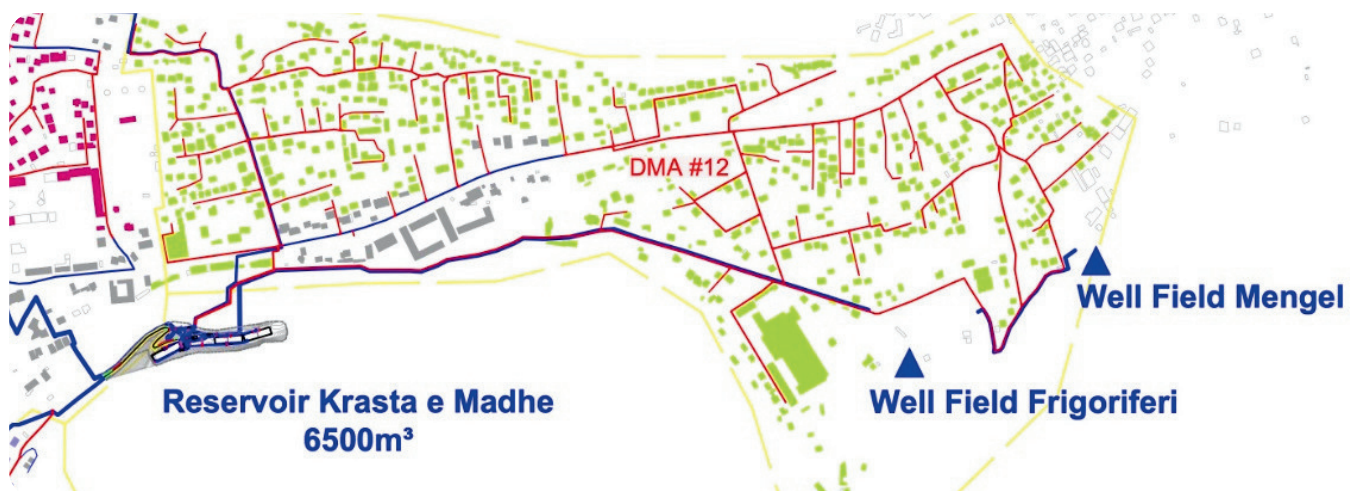 DMA #12
Well Field Mengel
Well Field Frigoriferi
Reservoir Krasta e Madhe
6500m³